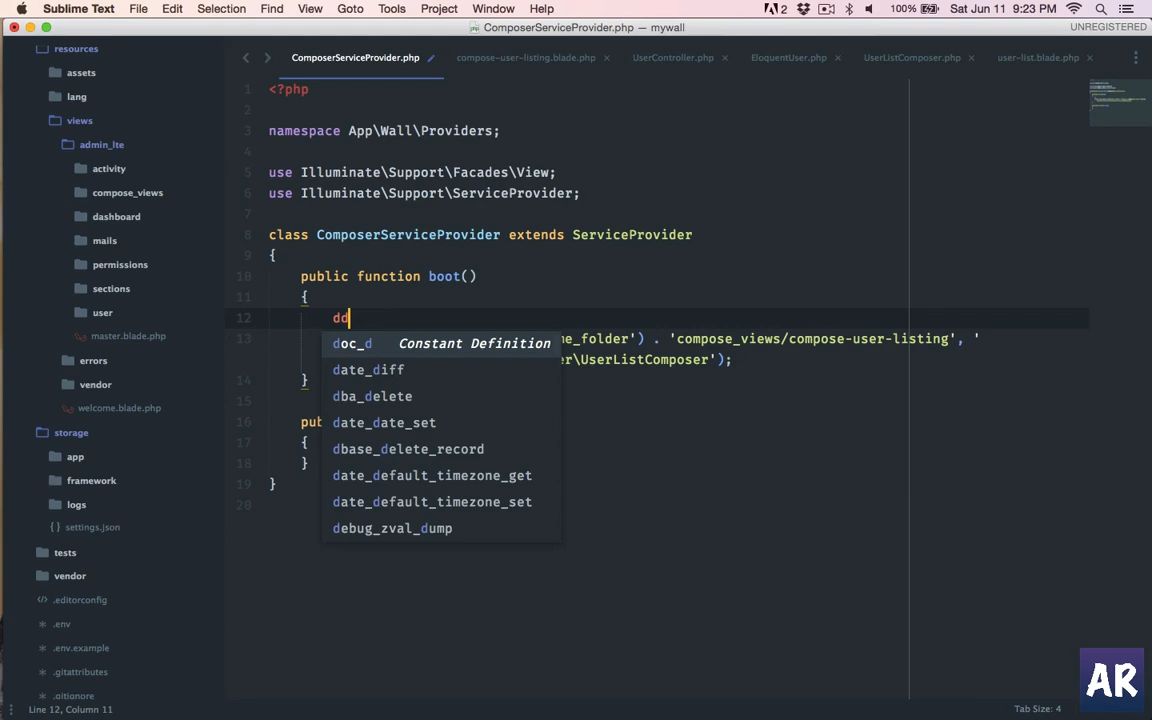 Sublime Text File Edit Selection Find View Goto Tools Project Window Help 2 100% Sat Jun 11 9:23 PM
ComposerServiceProvider.php — mywall UNREGISTERED
resources
assets
lang
views
admin_lte
activity
compose_views
dashboard
mails
permissions
sections
user
master.blade.php
errors
vendor
welcome.blade.php
storage
app
framework
logs
settings.json
tests
vendor
.editorconfig
.env
.env.example
.gitattributes
.gitignore
ComposerServiceProvider.php compose-user-listing.blade.php UserController.php EloquentUser.php UserListComposer.php user-list.blade.php
1 <?php
2
3 namespace App\Wall\Providers;
4
5 use Illuminate\Support\Facades\View;
6 use Illuminate\Support\ServiceProvider;
7
8 class ComposerServiceProvider extends ServiceProvider
9 {
10 public function boot()
11 {
12 dd
13 me_folder') . 'compose_views/compose-user-listing', '
er\UserListComposer');
14 }
15
16 pub
17 {
18 }
19 }
20
doc_d Constant Definition
date_diff
dba_delete
date_date_set
dbase_delete_record
date_default_timezone_get
date_default_timezone_set
debug_zval_dump
AR
Line 12, Column 11 Tab Size: 4